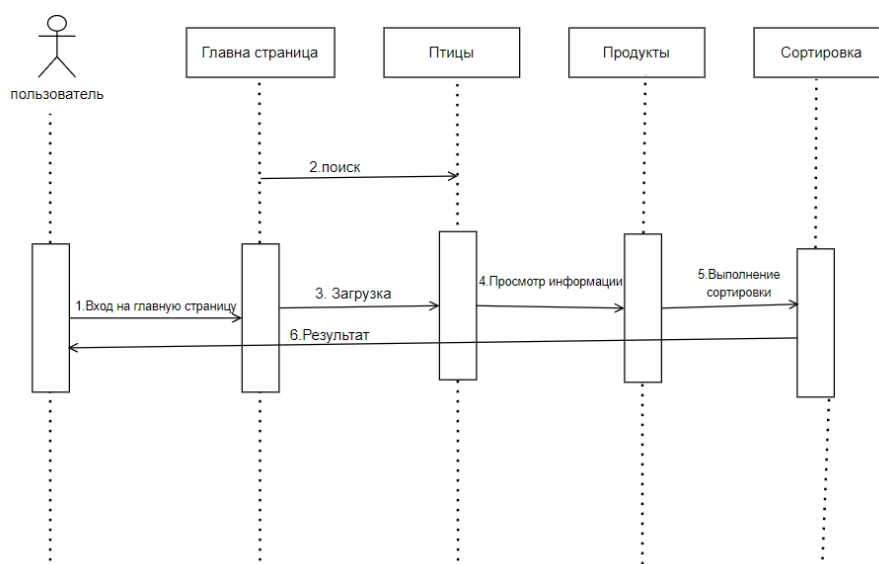 Главна страница
Птицы
Продукты
Сортировка
пользователь
2.поиск
1.Вход на главную страницу
3. Загрузка
4.Просмотр информации
5.Выполнение
сортировки
6.Результат